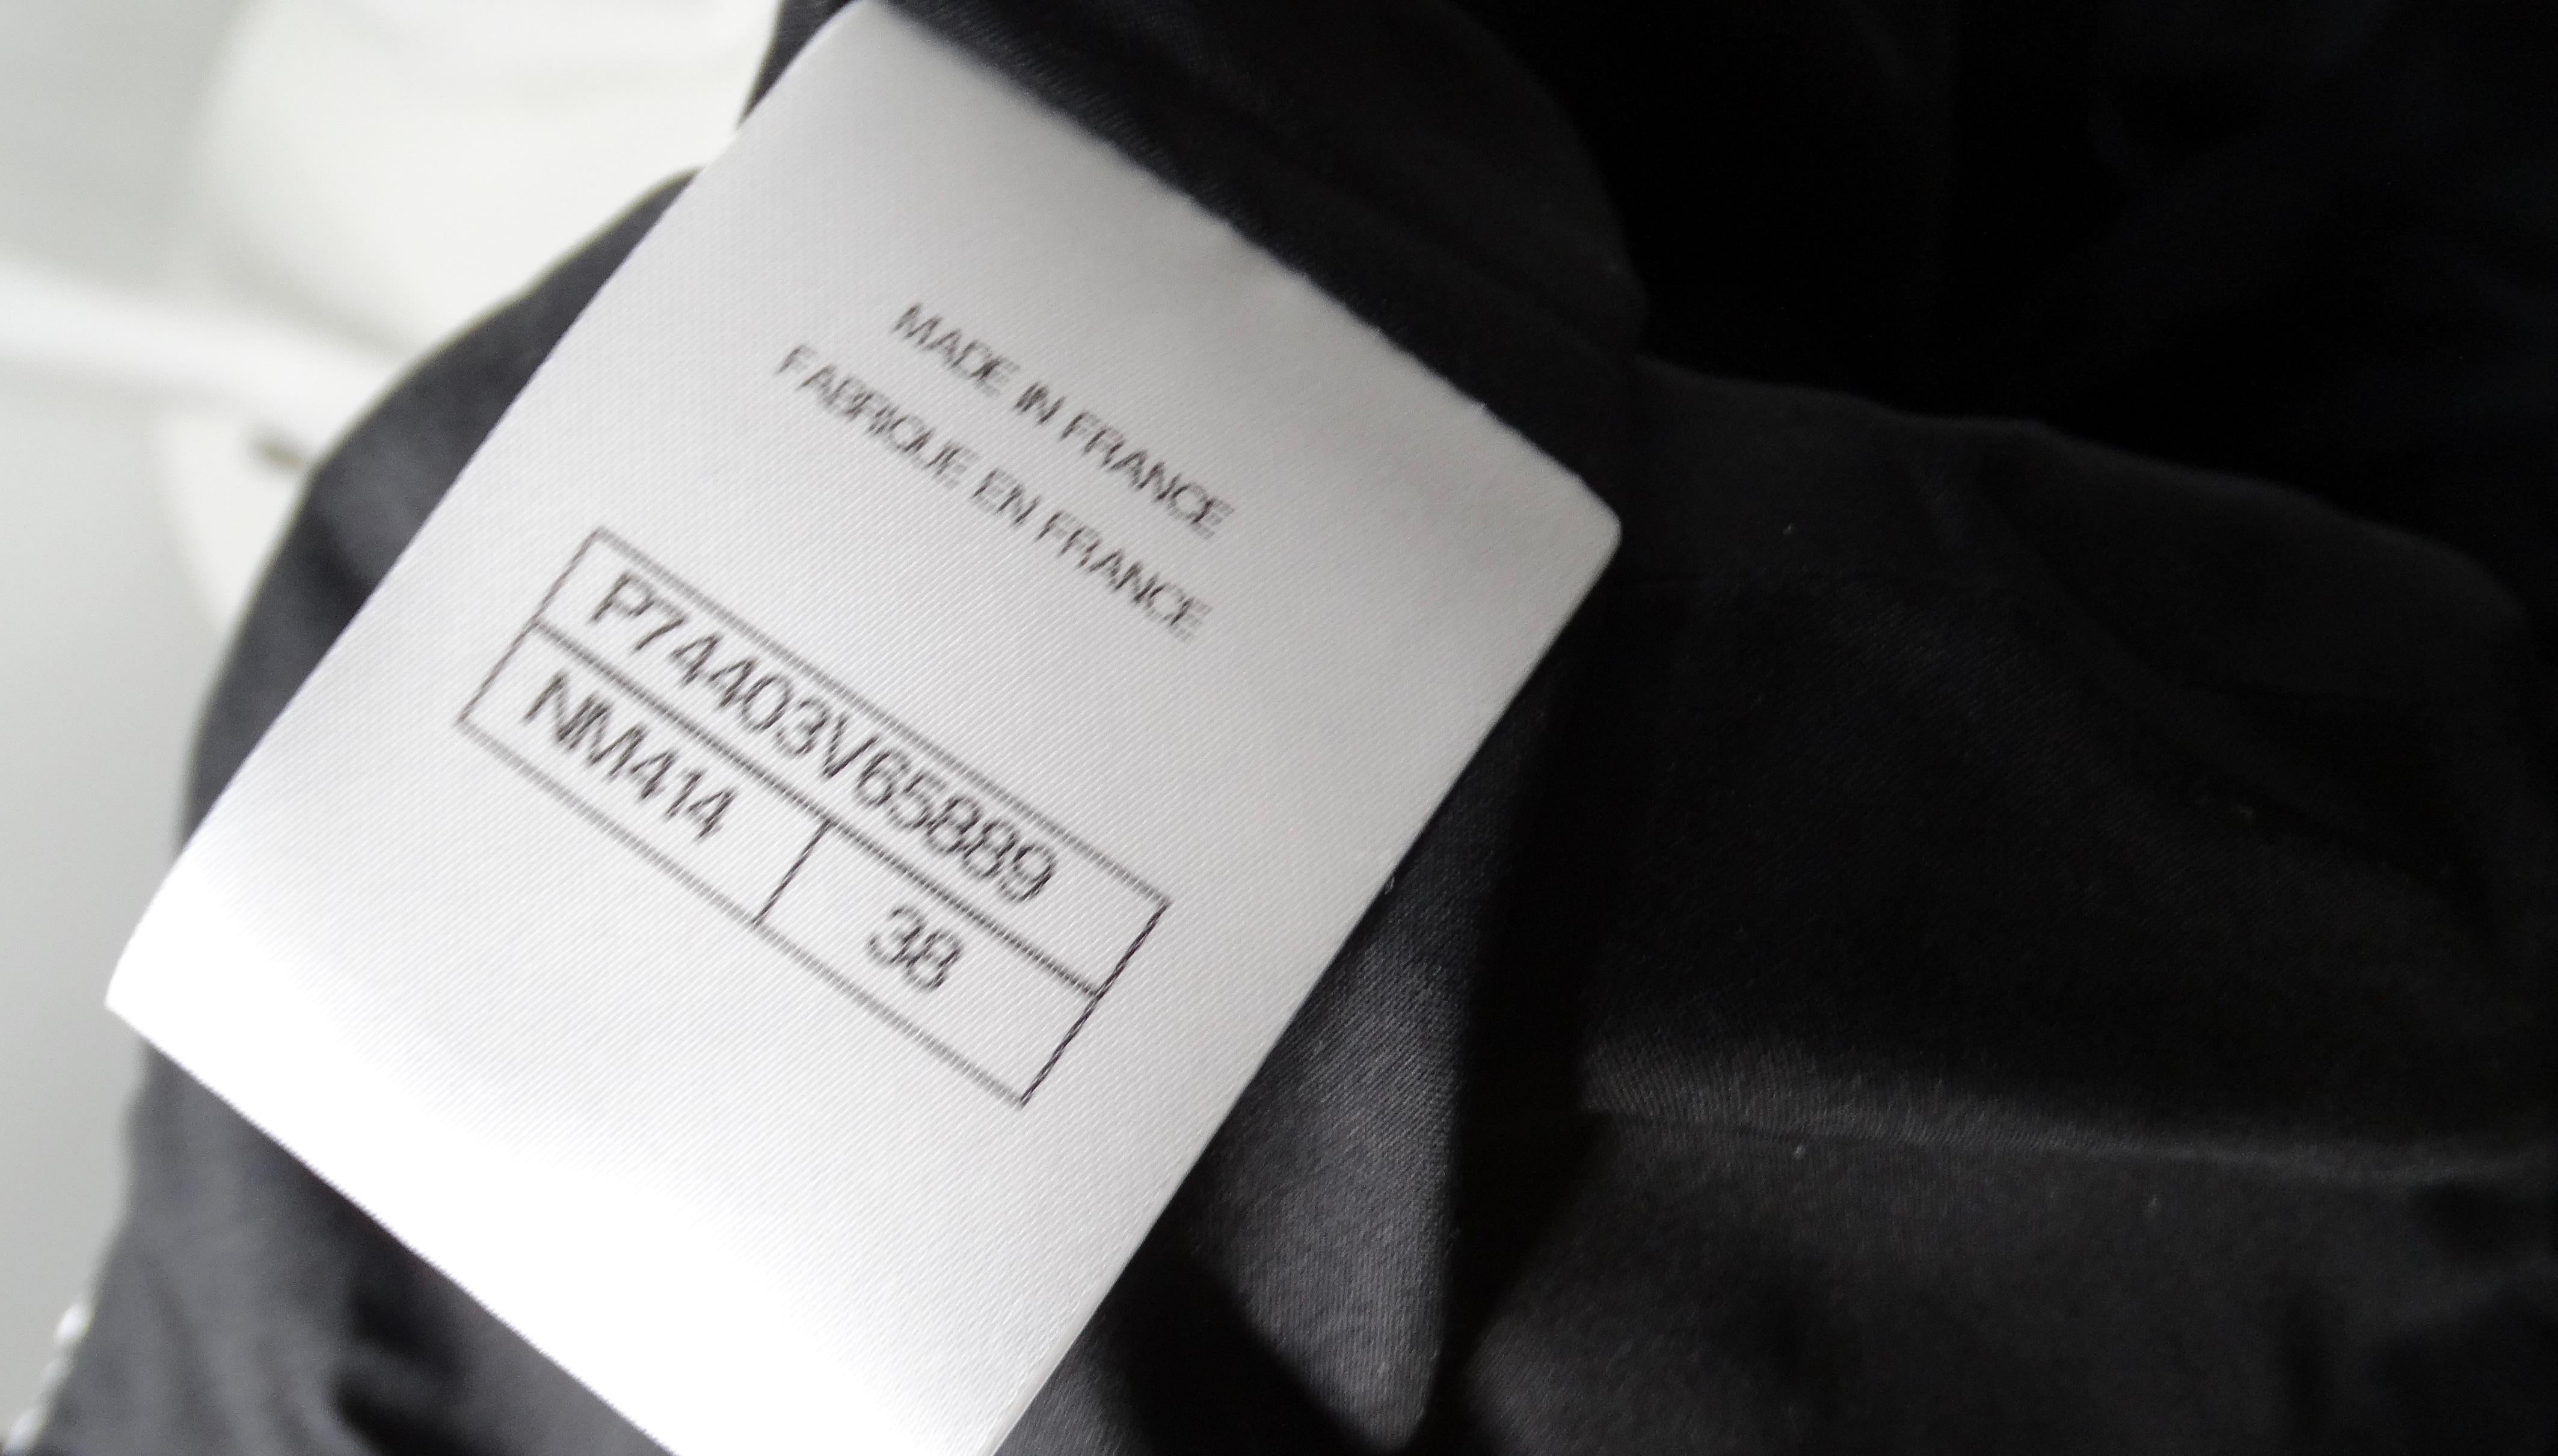 MADE IN FRANCE
FABRIQUE EN FRANCE
P74403V65889
NM414 38